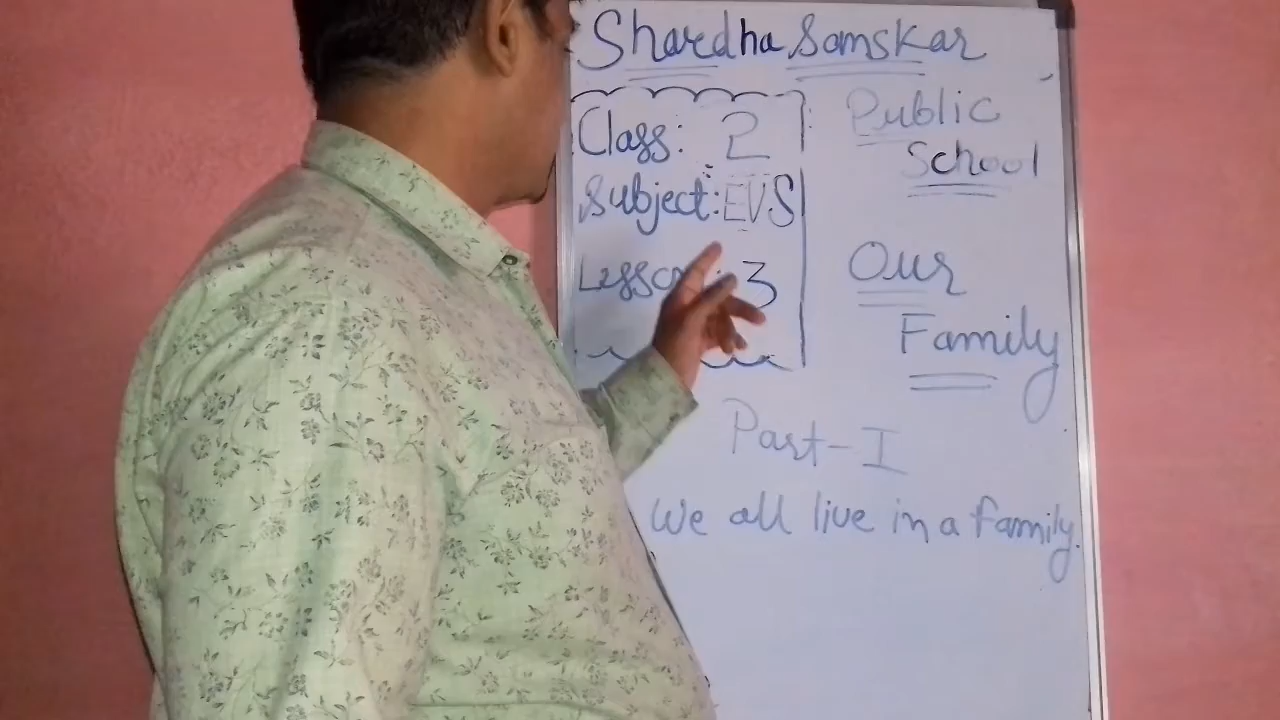 Shardha Samskar
Public
School
Class: 2
Subject: EVS
Lesson: 3
Our
Family
Part-I
We all live in a family.